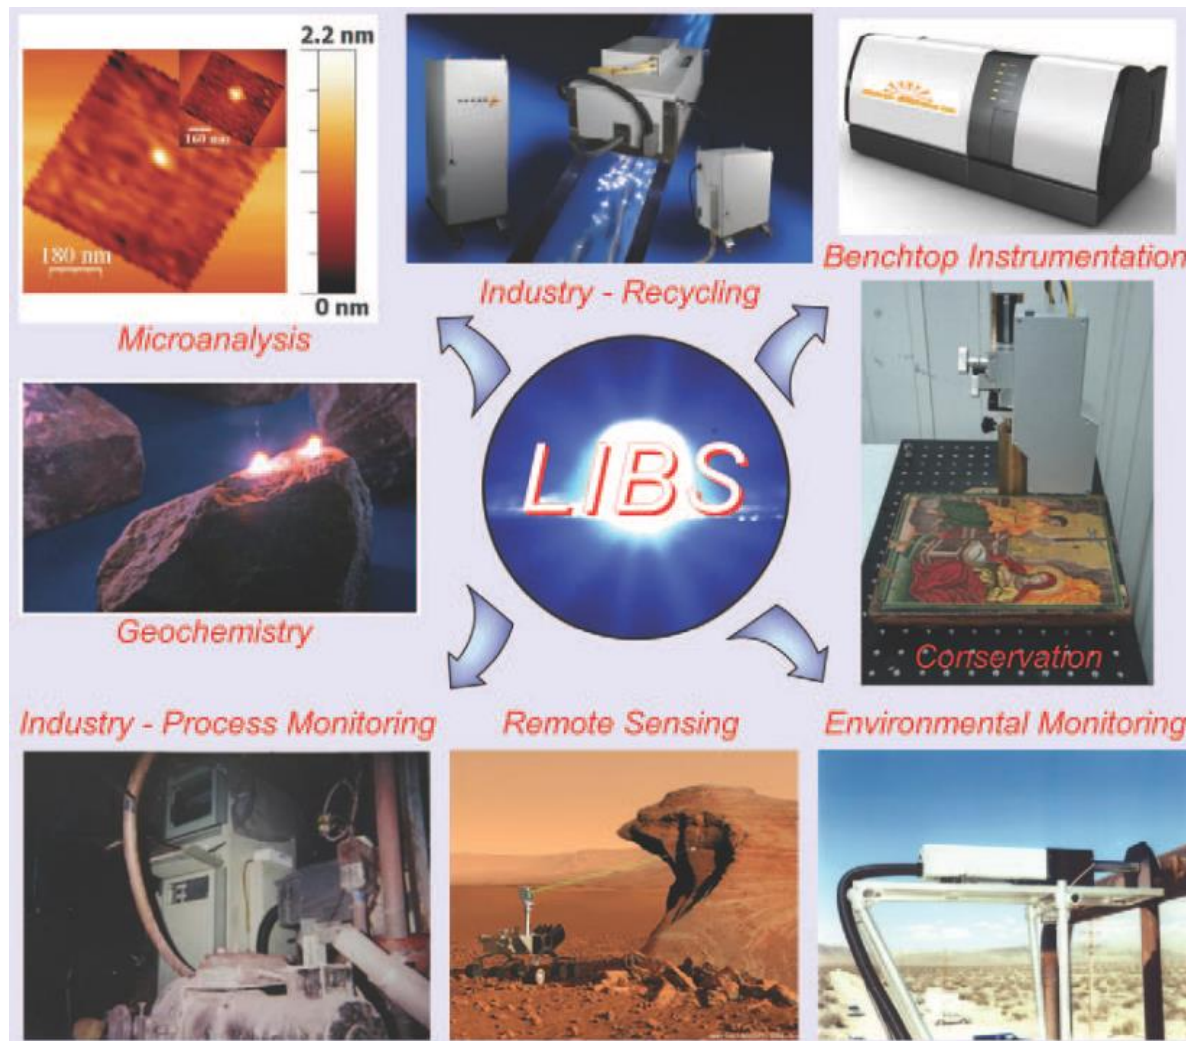 2.2 nm
160 nm
180 nm
0 nm
Microanalysis
Industry - Recycling
Benchtop Instrumentation
LIBS
Geochemistry
Conservation
Industry - Process Monitoring
Remote Sensing
Environmental Monitoring